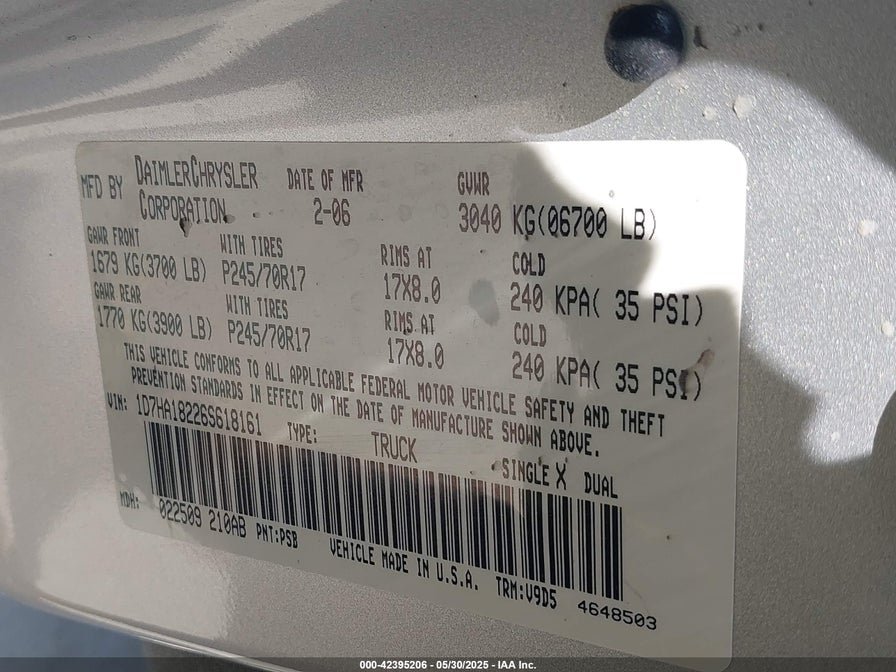 MFD BY DAIMLERCHRYSLER CORPORATION DATE OF MFR 2-06 GVWR 3040 KG(06700 LB)
GAWR FRONT WITH TIRES RIMS AT COLD
1679 KG(3700 LB) P245/70R17 17X8.0 240 KPA( 35 PSI)
GAWR REAR WITH TIRES RIMS AT COLD
1770 KG(3900 LB) P245/70R17 17X8.0 240 KPA( 35 PSI)
THIS VEHICLE CONFORMS TO ALL APPLICABLE FEDERAL MOTOR VEHICLE SAFETY AND THEFT
PREVENTION STANDARDS IN EFFECT ON THE DATE OF MANUFACTURE SHOWN ABOVE.
VIN: 1D7HA18226S618161 TYPE: TRUCK SINGLE X DUAL
MDH: 022509 210AB PNT:PSB VEHICLE MADE IN U.S.A. TRM:V9D5 4648503
000-42395206 - 05/30/2025 - IAA Inc.